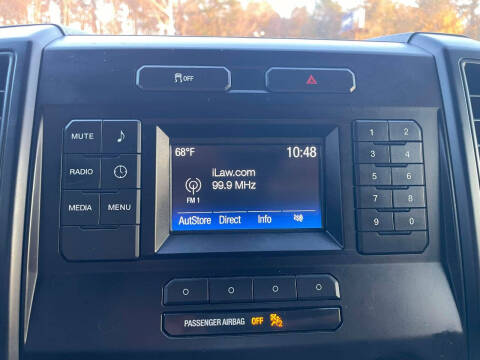 OFF
MUTE
RADIO
MEDIA MENU
68°F 10:48
iLaw.com
99.9 MHz
FM 1
AutStore Direct Info
1 2
3 4
5 6
7 8
9 0
PASSENGER AIRBAG OFF